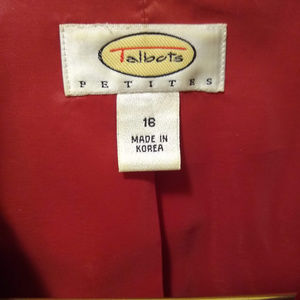 Talbots
PETITES
16
MADE IN
KOREA